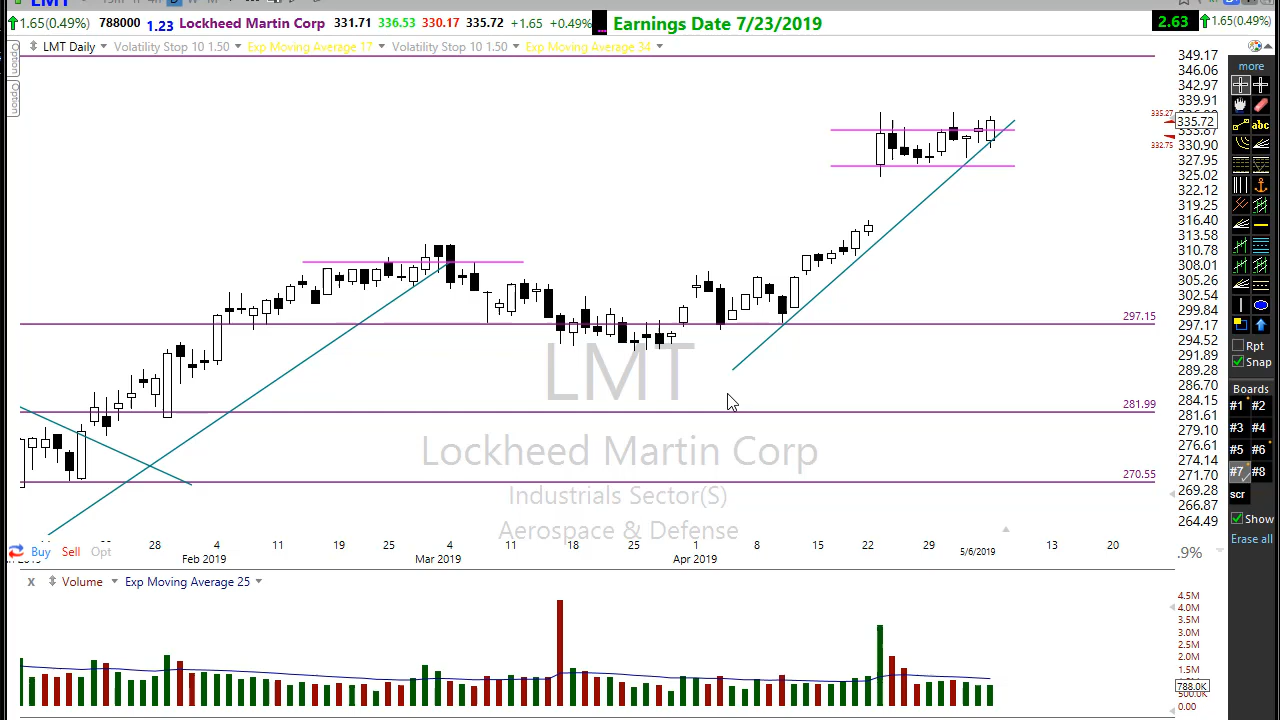 LMT
1.65(0.49%) 788000 1.23 Lockheed Martin Corp 331.71 336.53 330.17 335.72 +1.65 +0.49% Earnings Date 7/23/2019 2.63 1.65(0.49%)
LMT Daily Volatility Stop 10 1.50 Exp Moving Average 17 Volatility Stop 10 1.50 Exp Moving Average 34
Option
Option
349.17
346.06
342.97
339.91
335.27
335.72
332.75
330.90
327.95
325.02
322.12
319.25
316.40
313.58
310.78
308.01
305.26
302.54
299.84
297.15
297.17
294.52
291.89
289.28
286.70
284.15
281.99
281.61
279.10
276.61
274.14
270.55
271.70
269.28
266.87
264.49
LMT
Lockheed Martin Corp
Industrials Sector(S)
Aerospace & Defense
more
abc
Rpt
Snap
Boards
#1 #2
#3 #4
#5 #6
#7 #8
scr
Show
Erase all
28 4 11 19 25 4 11 18 25 1 8 15 22 29 5/6/2019 13 20
Feb 2019 Mar 2019 Apr 2019
Buy Sell Opt
.9%
X Volume Exp Moving Average 25
4.5M
4.0M
3.5M
3.0M
2.5M
2.0M
1.5M
788.0K
500.0K
0.00